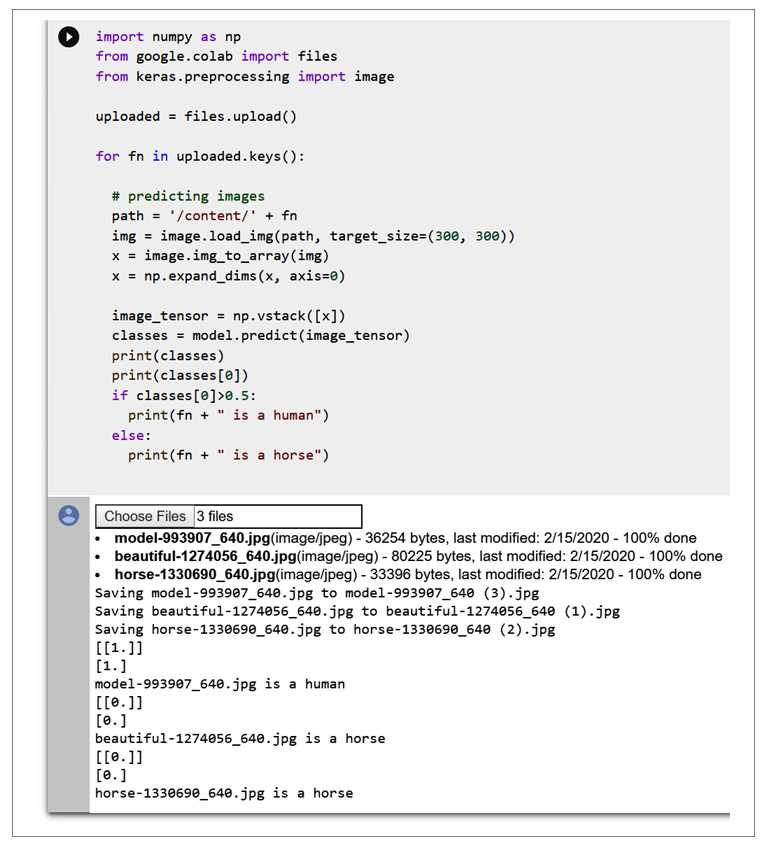 import numpy as np
from google.colab import files
from keras.preprocessing import image

uploaded = files.upload()

for fn in uploaded.keys():

  # predicting images
  path = '/content/' + fn
  img = image.load_img(path, target_size=(300, 300))
  x = image.img_to_array(img)
  x = np.expand_dims(x, axis=0)

  image_tensor = np.vstack([x])
  classes = model.predict(image_tensor)
  print(classes)
  print(classes[0])
  if classes[0]>0.5:
    print(fn + " is a human")
  else:
    print(fn + " is a horse")

Choose Files 3 files
• model-993907_640.jpg(image/jpeg) - 36254 bytes, last modified: 2/15/2020 - 100% done
• beautiful-1274056_640.jpg(image/jpeg) - 80225 bytes, last modified: 2/15/2020 - 100% done
• horse-1330690_640.jpg(image/jpeg) - 33396 bytes, last modified: 2/15/2020 - 100% done
Saving model-993907_640.jpg to model-993907_640 (3).jpg
Saving beautiful-1274056_640.jpg to beautiful-1274056_640 (1).jpg
Saving horse-1330690_640.jpg to horse-1330690_640 (2).jpg
[[1.]]
[1.]
model-993907_640.jpg is a human
[[0.]]
[0.]
beautiful-1274056_640.jpg is a horse
[[0.]]
[0.]
horse-1330690_640.jpg is a horse